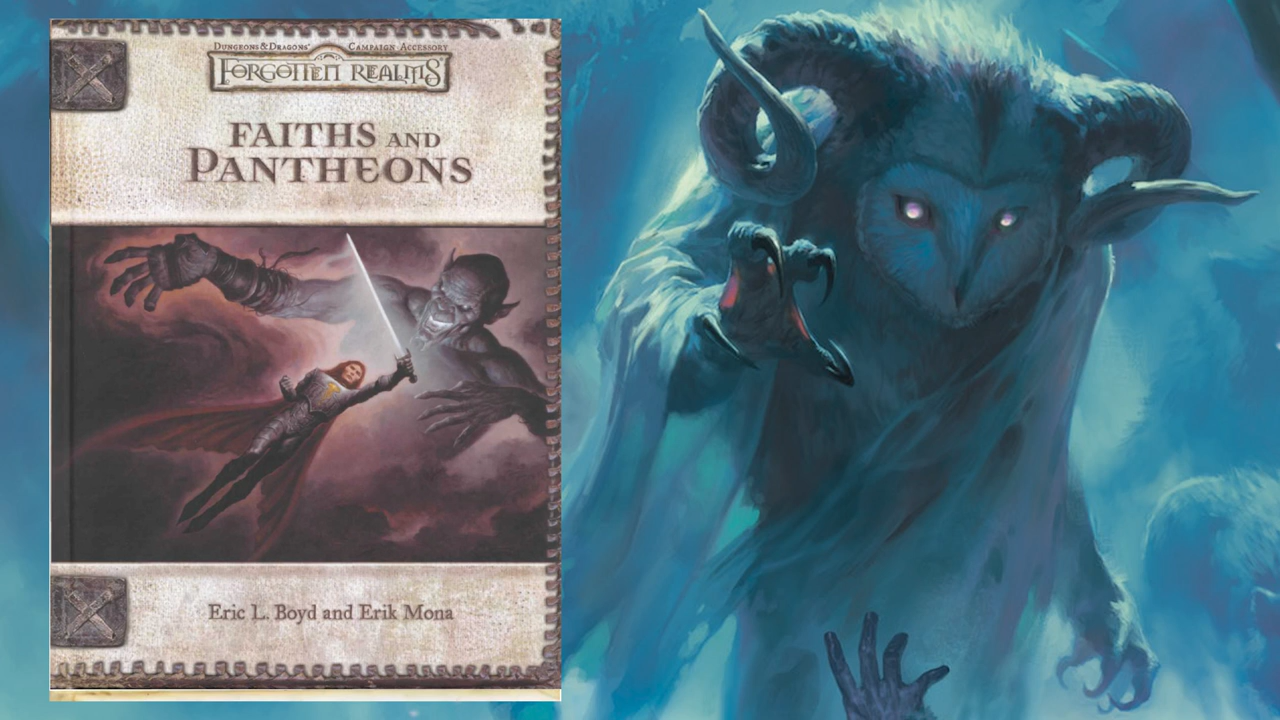 DUNGEONS & DRAGONS® CAMPAIGN ACCESSORY
FORGOTTEN REALMS®
FAITHS AND
PANTHEONS
Eric L. Boyd and Erik Mona